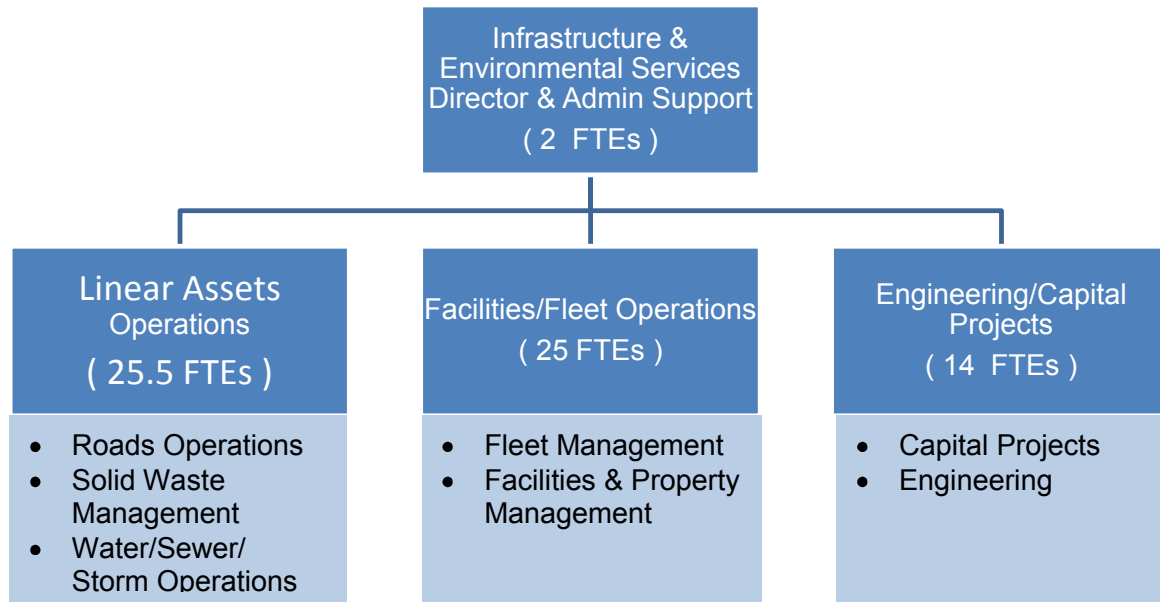 Infrastructure &
Environmental Services
Director & Admin Support
( 2 FTEs )
Linear Assets
Operations
( 25.5 FTEs )
• Roads Operations
• Solid Waste
Management
• Water/Sewer/
Storm Operations
Facilities/Fleet Operations
( 25 FTEs )
• Fleet Management
• Facilities & Property
Management
Engineering/Capital
Projects
( 14 FTEs )
• Capital Projects
• Engineering